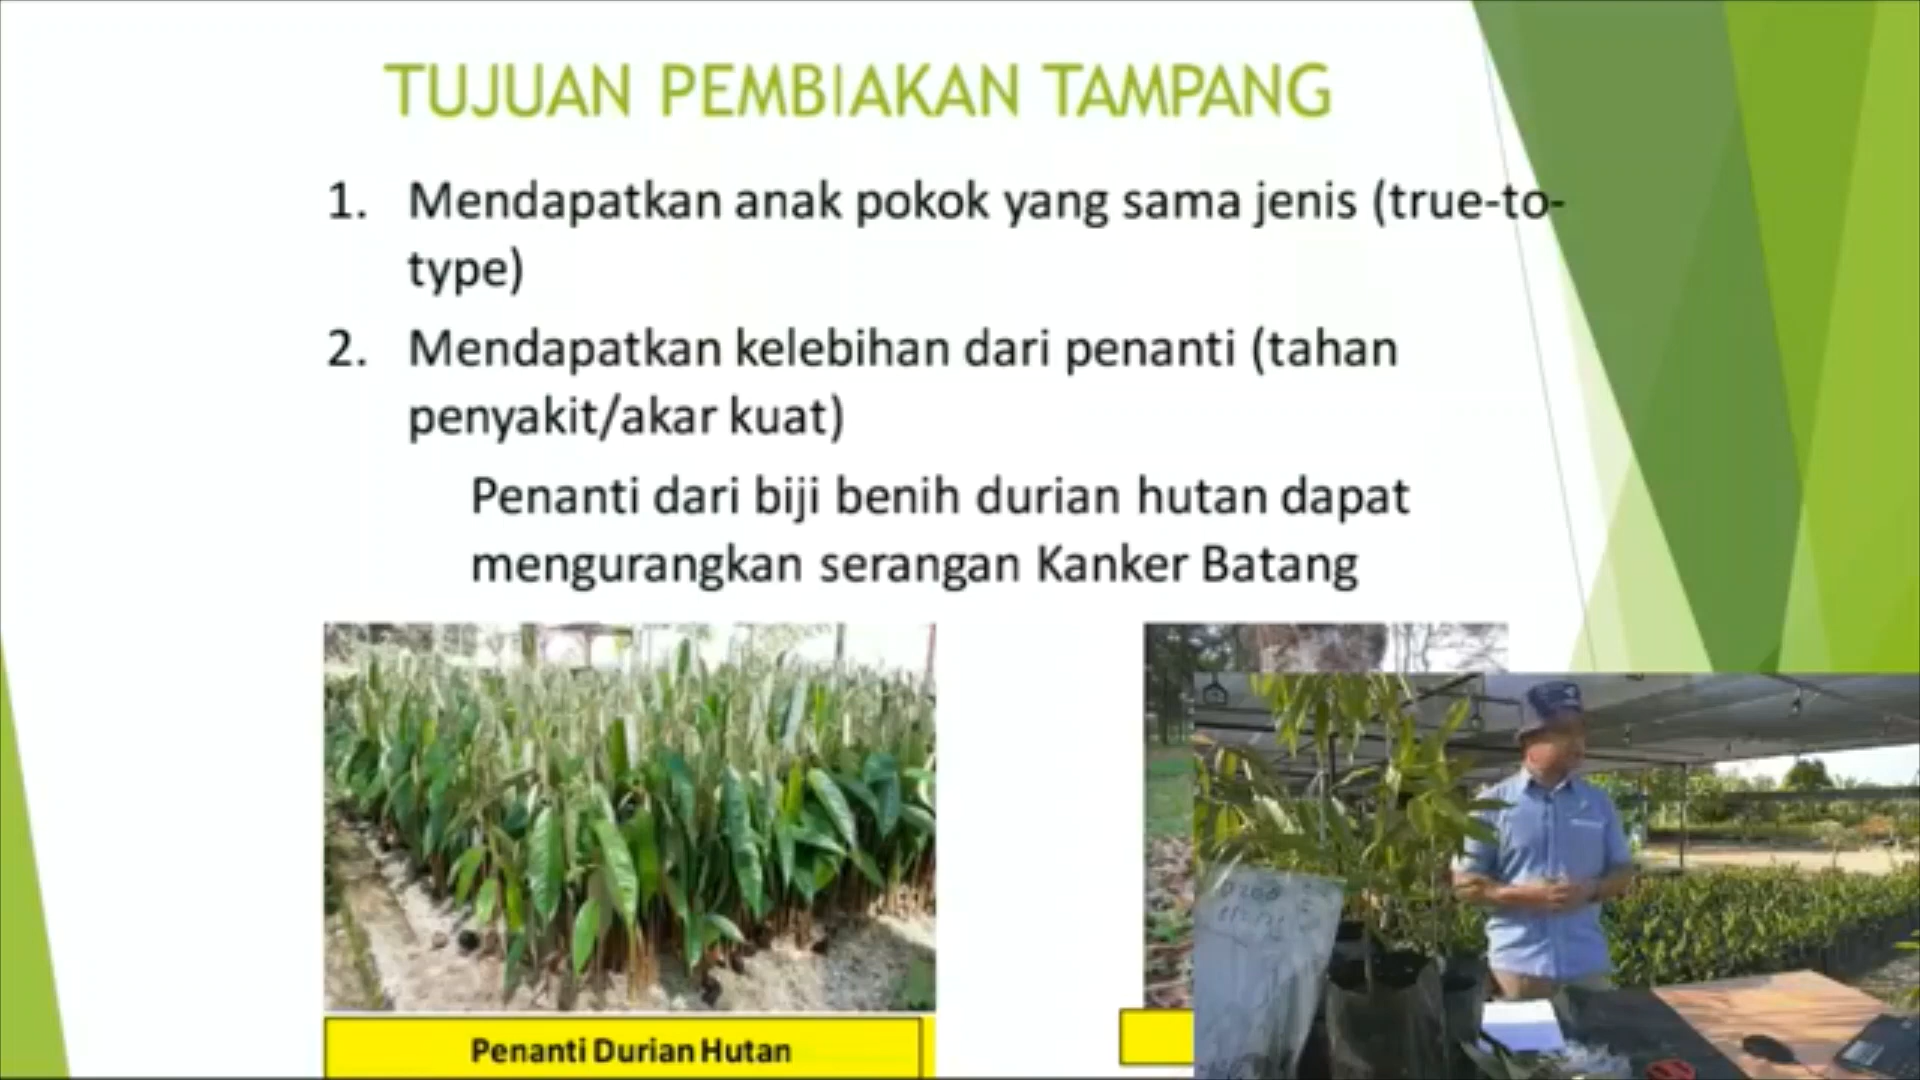 TUJUAN PEMBIAKAN TAMPANG
1. Mendapatkan anak pokok yang sama jenis (true-to-
type)
2. Mendapatkan kelebihan dari penanti (tahan
penyakit/akar kuat)
Penanti dari biji benih durian hutan dapat
mengurangkan serangan Kanker Batang
Penanti Durian Hutan